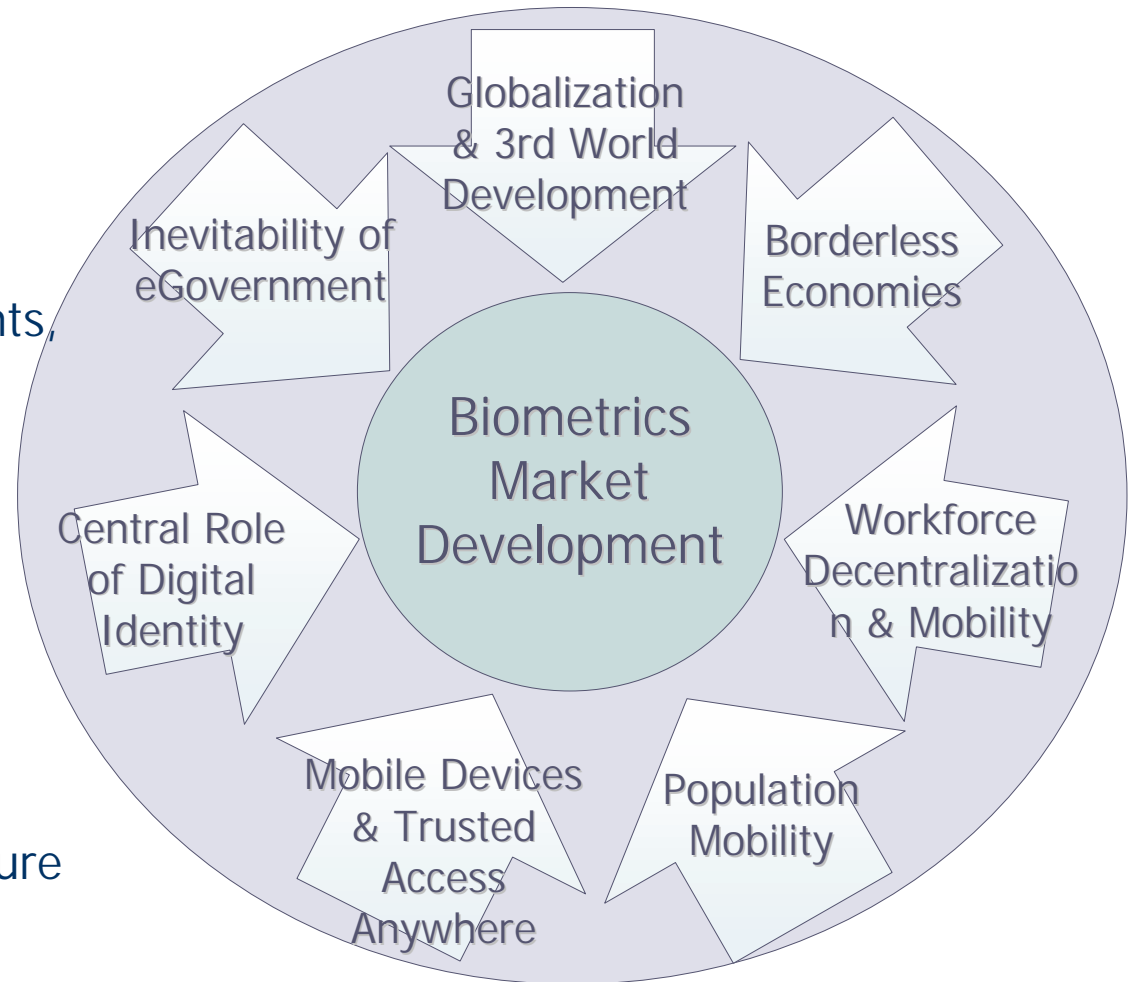 Globalization
& 3rd World
Development
Inevitability of
eGovernment
Borderless
Economies
nts,
Biometrics
Market
Development
Central Role
of Digital
Identity
Workforce
Decentralizatio
n & Mobility
Mobile Devices
& Trusted
Access
Anywhere
Population
Mobility
ure